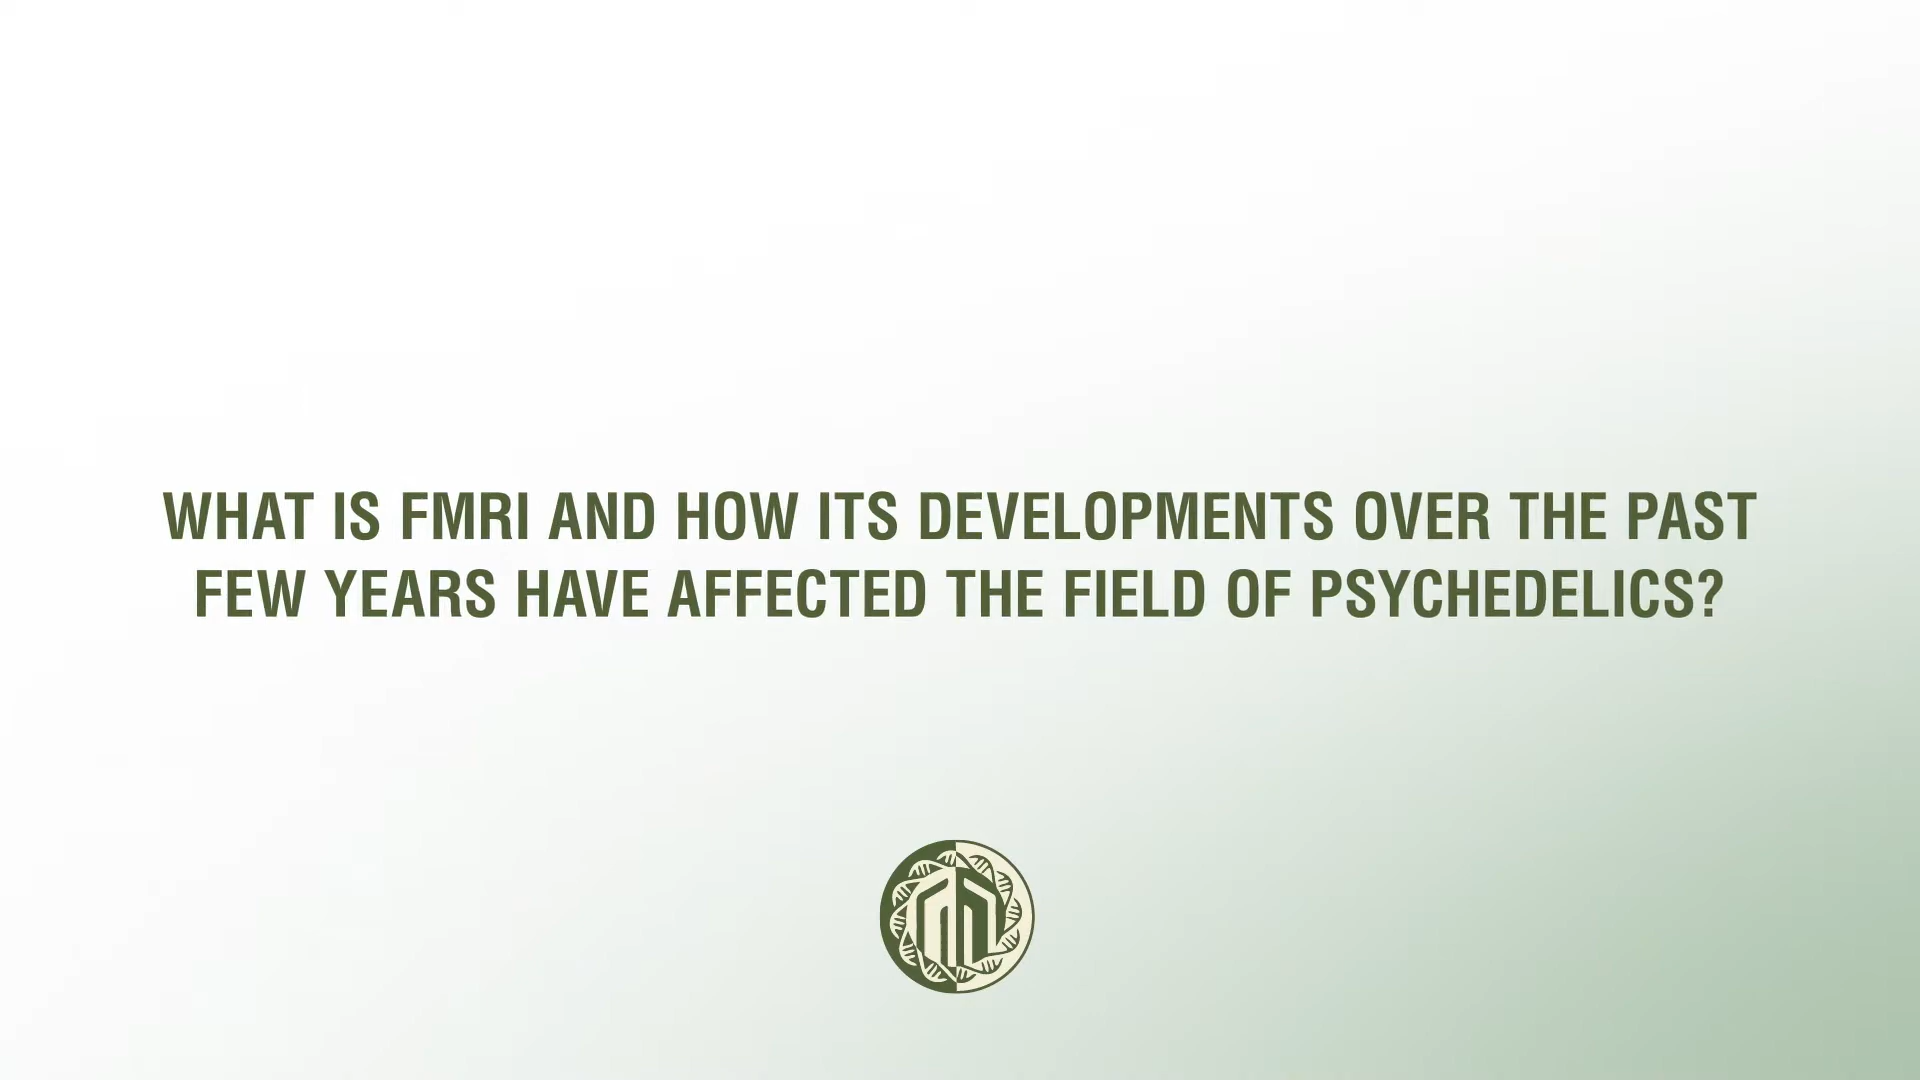 WHAT IS FMRI AND HOW ITS DEVELOPMENTS OVER THE PAST
FEW YEARS HAVE AFFECTED THE FIELD OF PSYCHEDELICS?